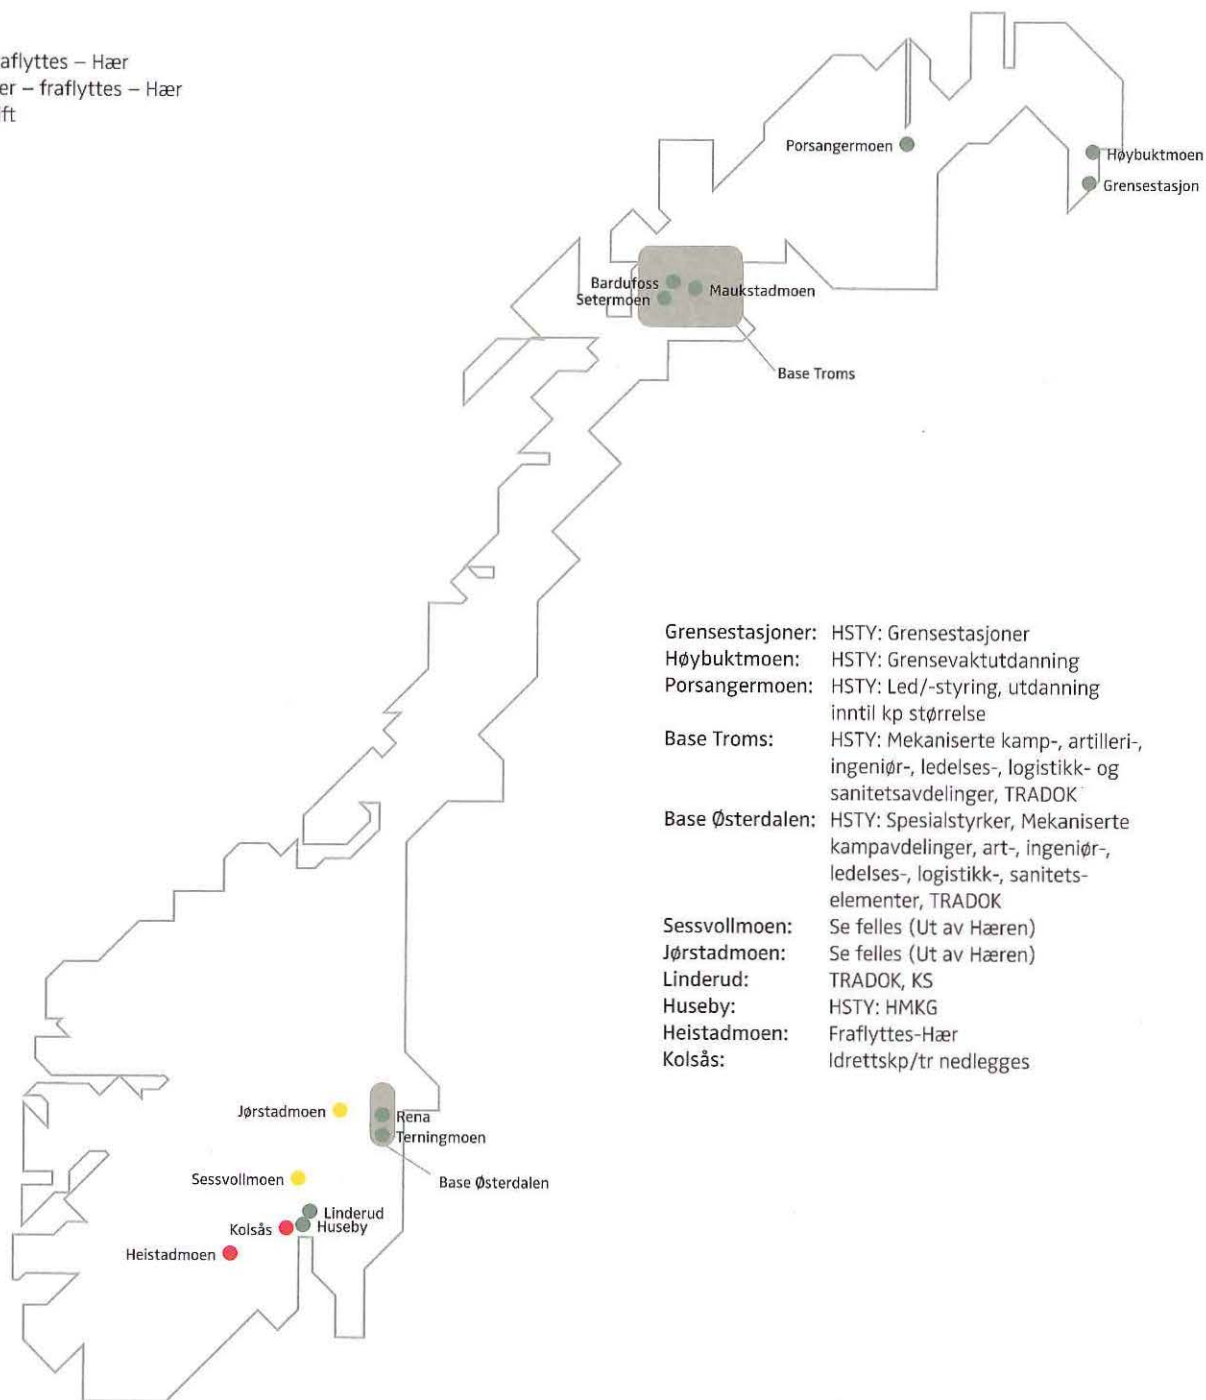 aflyttes – Hær
er – fraflyttes – Hær
ift
Porsangermoen
Høybuktmoen
Grensestasjon
Bardufoss
Setermoen
Maukstadmoen
Base Troms
Grensestasjoner: HSTY: Grensestasjoner
Høybuktmoen: HSTY: Grensevaktutdanning
Porsangermoen: HSTY: Led/-styring, utdanning
inntil kp størrelse
Base Troms: HSTY: Mekaniserte kamp-, artilleri-,
ingeniør-, ledelses-, logistikk- og
sanitetsavdelinger, TRADOK
Base Østerdalen: HSTY: Spesialstyrker, Mekaniserte
kampavdelinger, art-, ingeniør-,
ledelses-, logistikk-, sanitets-
elementer, TRADOK
Sessvollmoen: Se felles (Ut av Hæren)
Jørstadmoen: Se felles (Ut av Hæren)
Linderud: TRADOK, KS
Huseby: HSTY: HMKG
Heistadmoen: Fraflyttes-Hær
Kolsås: Idrettskp/tr nedlegges
Jørstadmoen
Rena
Terningmoen
Sessvollmoen
Base Østerdalen
Linderud
Kolsås
Huseby
Heistadmoen